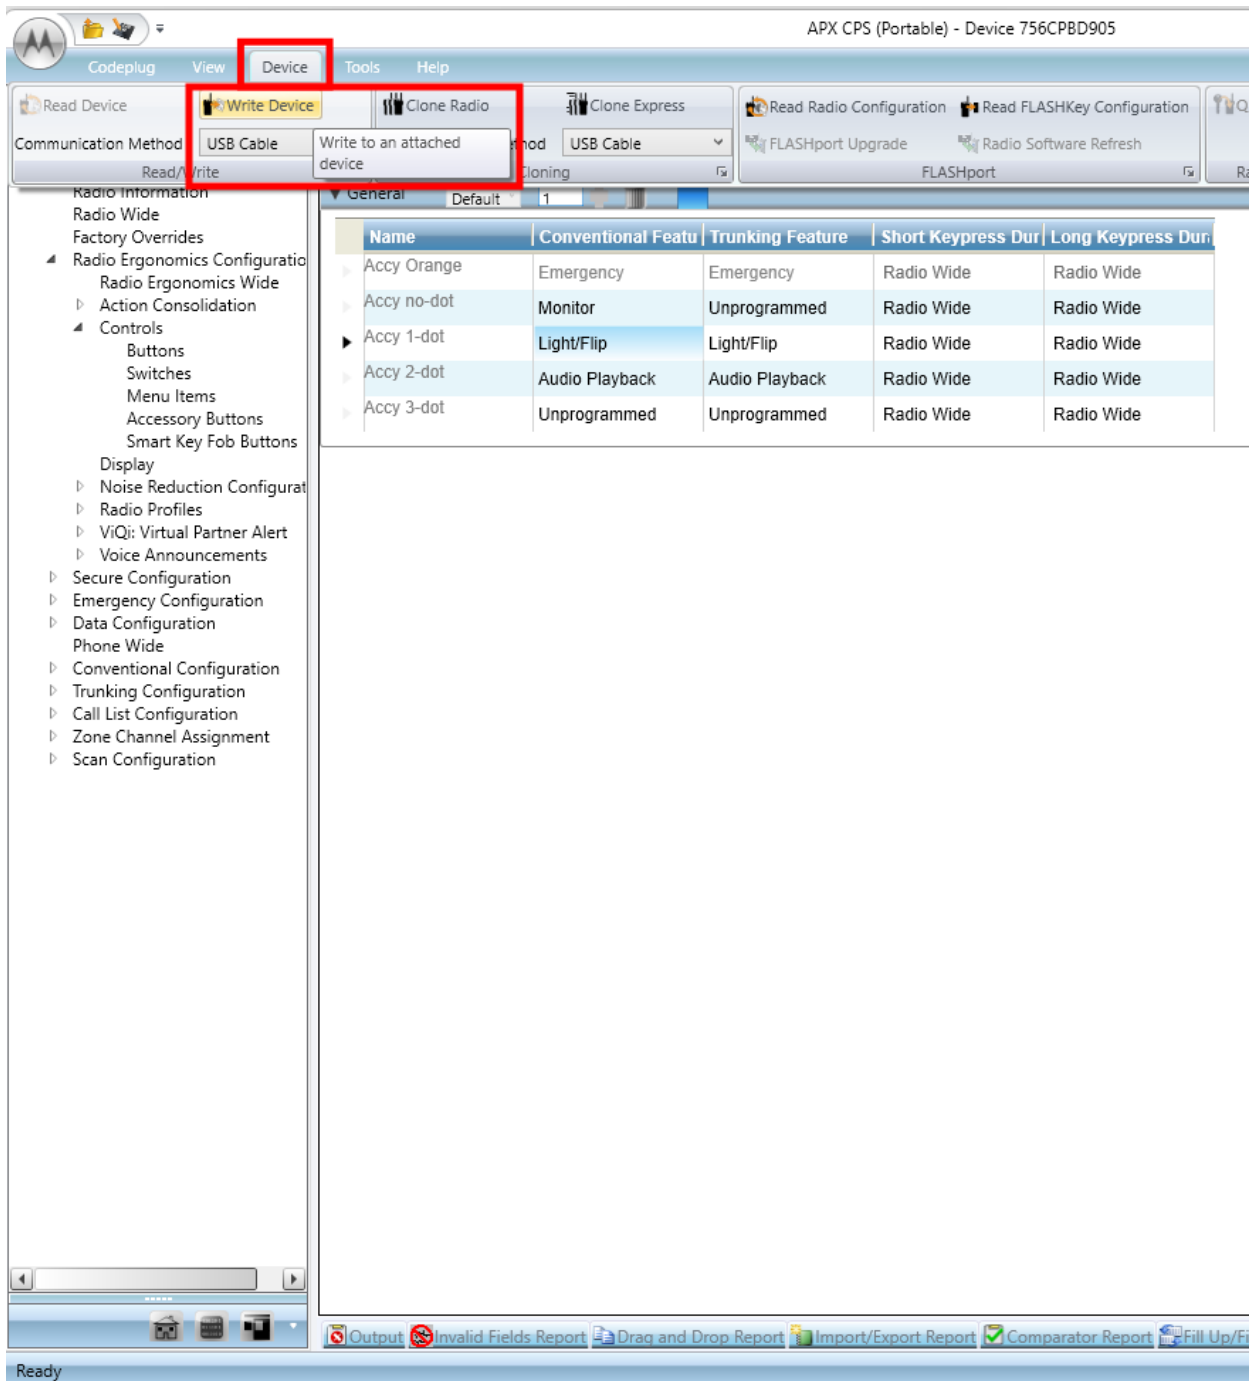 APX CPS (Portable) - Device 756CPBD905
Codeplug View Device Tools Help
Read Device Write Device Clone Radio Clone Express Read Radio Configuration Read FLASHKey Configuration Q
Communication Method USB Cable Write to an attached device hod USB Cable FLASHport Upgrade Radio Software Refresh
Read/Write Cloning FLASHport Ra
Radio Information
Radio Wide
Factory Overrides
Radio Ergonomics Configuratio
Radio Ergonomics Wide
Action Consolidation
Controls
Buttons
Switches
Menu Items
Accessory Buttons
Smart Key Fob Buttons
Display
Noise Reduction Configurat
Radio Profiles
ViQi: Virtual Partner Alert
Voice Announcements
Secure Configuration
Emergency Configuration
Data Configuration
Phone Wide
Conventional Configuration
Trunking Configuration
Call List Configuration
Zone Channel Assignment
Scan Configuration
General Default 1
Name Conventional Featu Trunking Feature Short Keypress Dur Long Keypress Dur
Accy Orange Emergency Emergency Radio Wide Radio Wide
Accy no-dot Monitor Unprogrammed Radio Wide Radio Wide
Accy 1-dot Light/Flip Light/Flip Radio Wide Radio Wide
Accy 2-dot Audio Playback Audio Playback Radio Wide Radio Wide
Accy 3-dot Unprogrammed Unprogrammed Radio Wide Radio Wide
Output Invalid Fields Report Drag and Drop Report Import/Export Report Comparator Report Fill Up/Fi
Ready